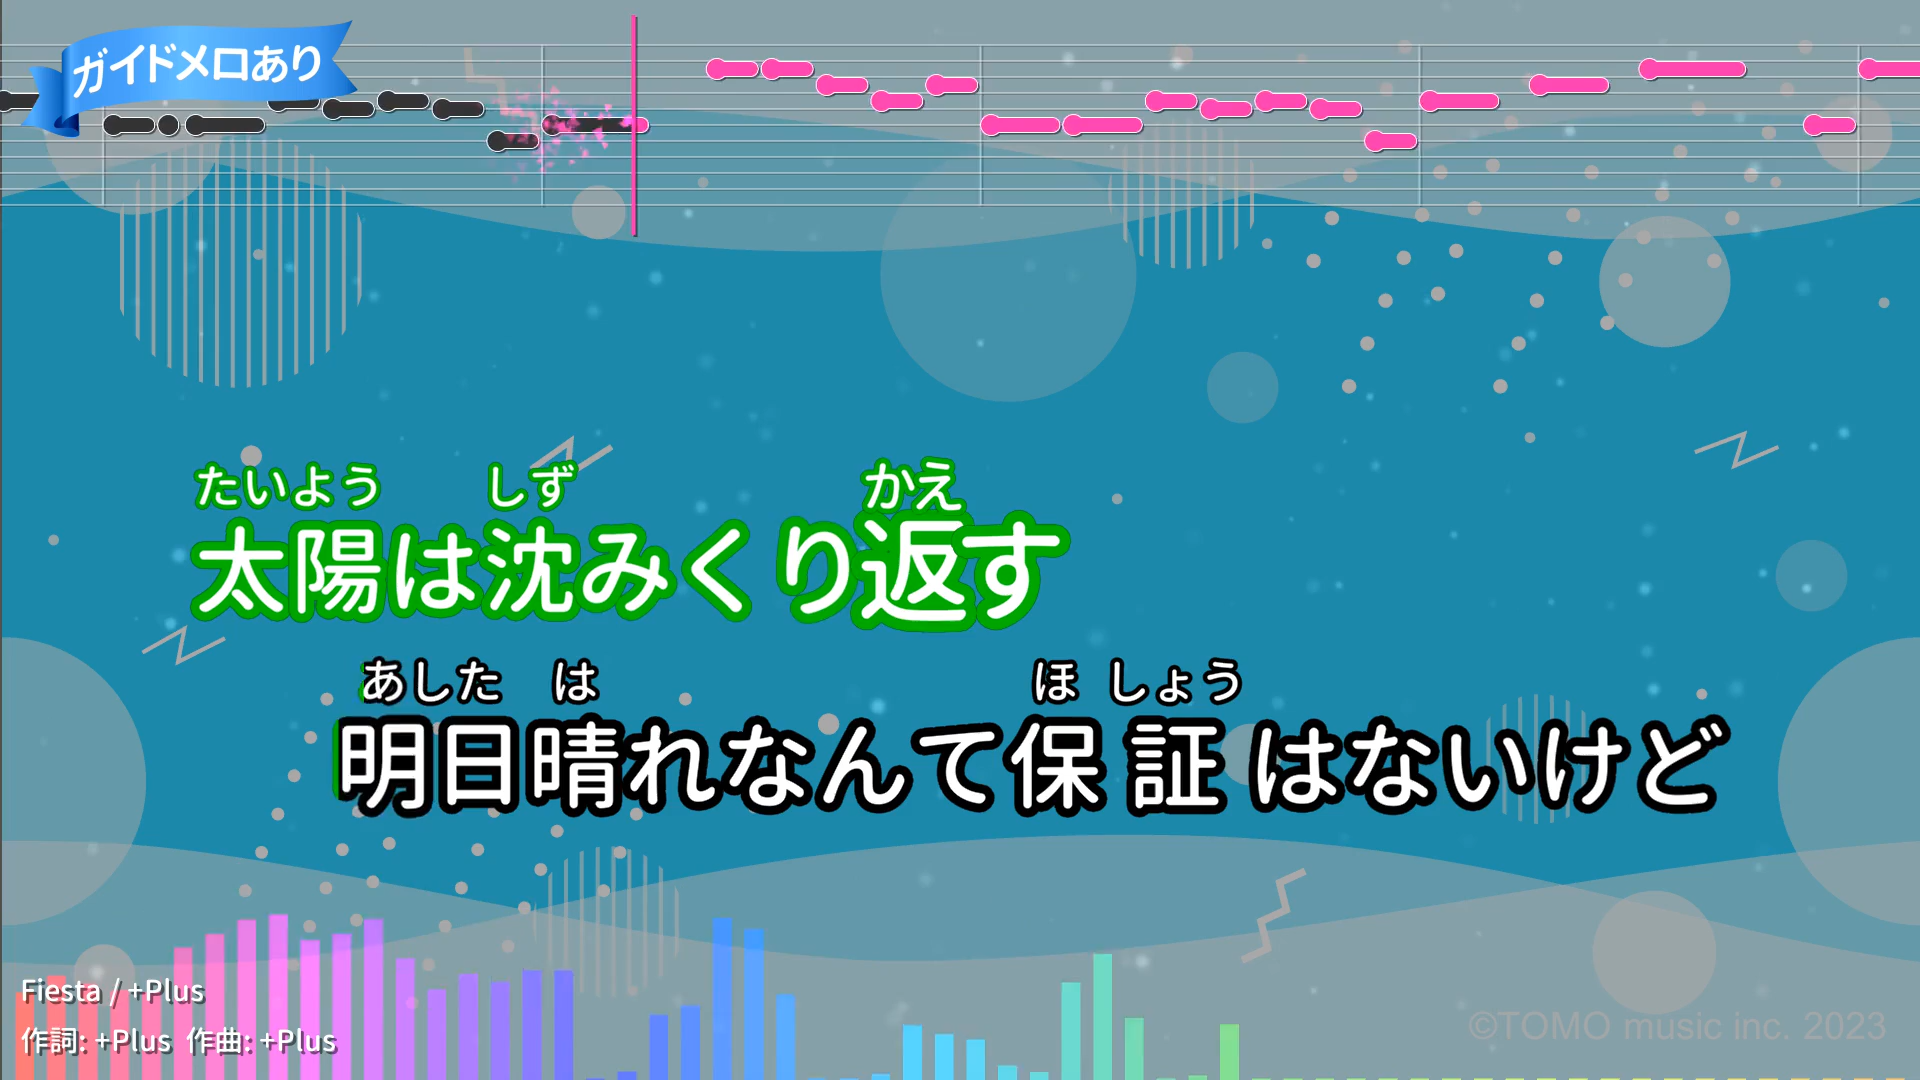 ガイドメロあり
たいよう しず かえ
太陽は沈みくり返す
あした は ほ しょう
明日晴れなんて保証はないけど
Fiesta / +Plus
作詞: +Plus 作曲: +Plus
©TOMO music inc. 2023